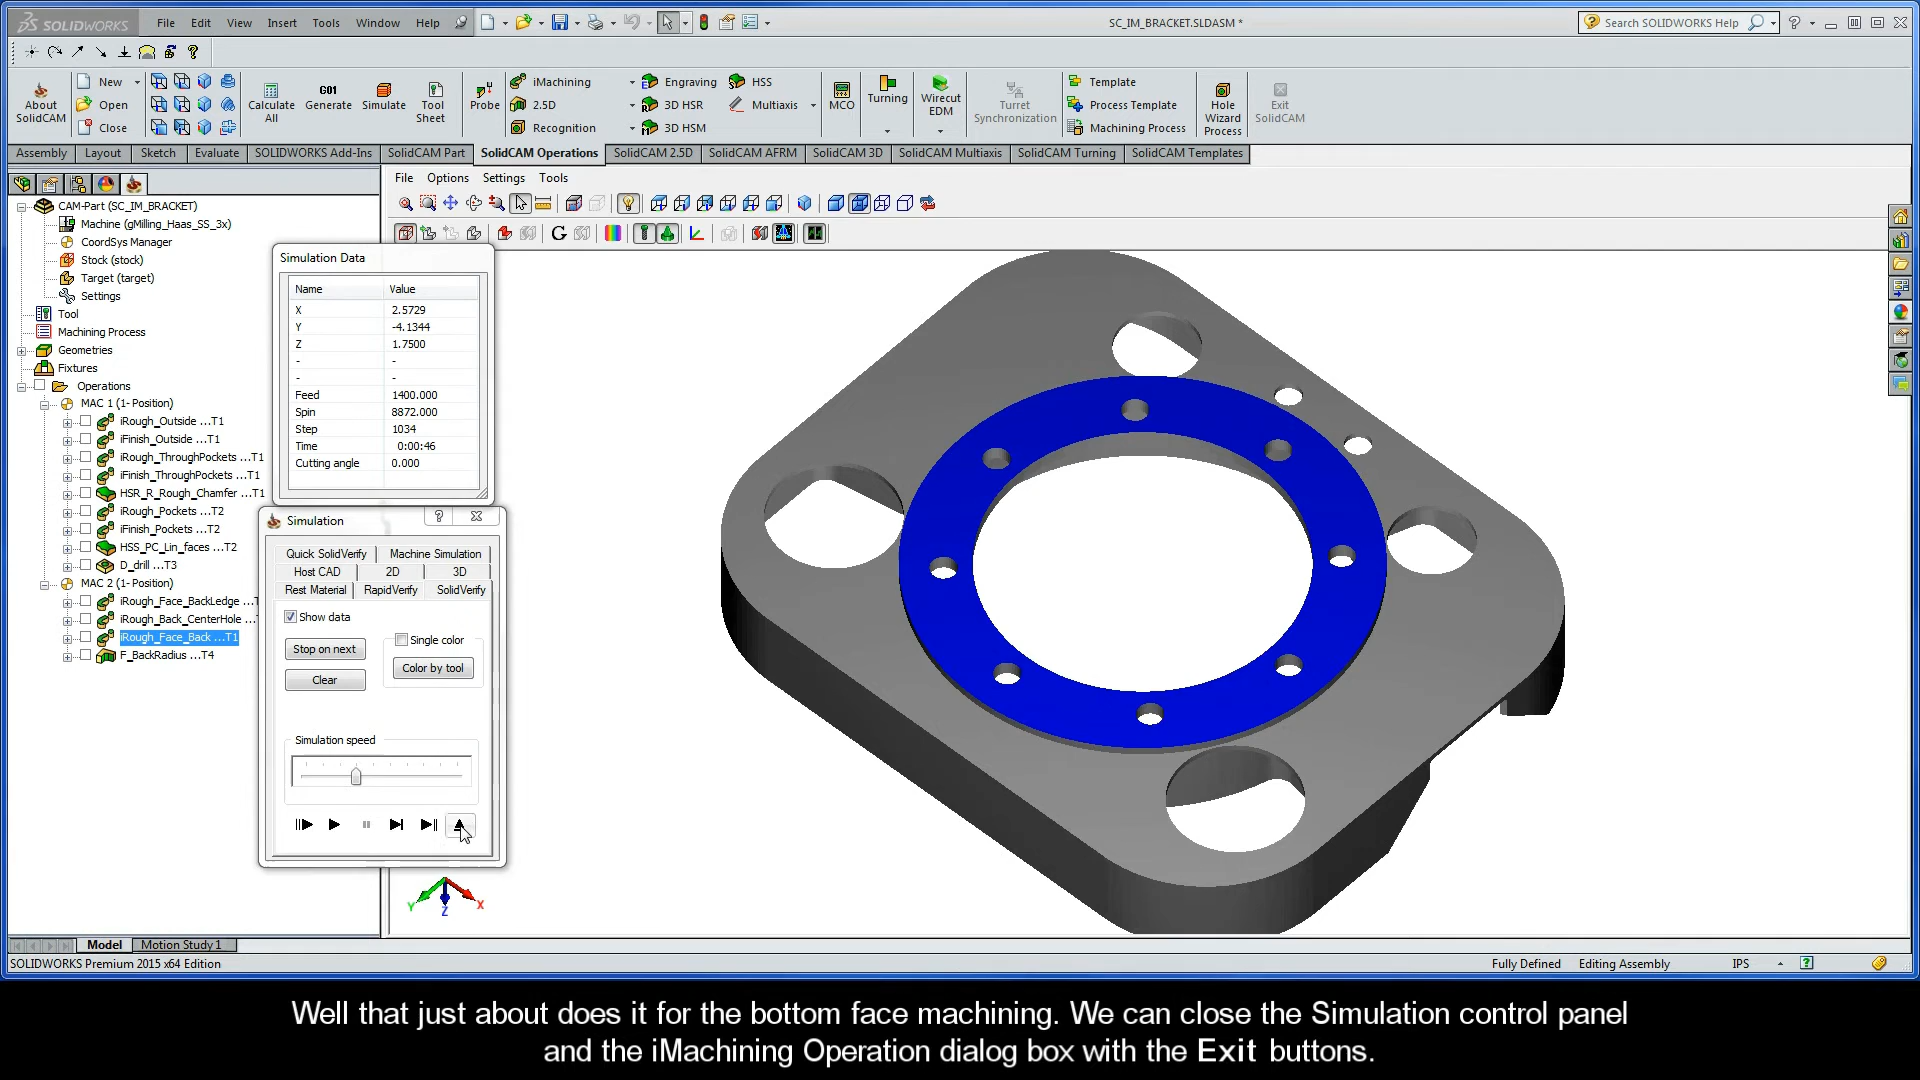 SOLIDWORKS
File Edit View Insert Tools Window Help
SC_IM_BRACKET.SLDASM *
Search SOLIDWORKS Help
About SolidCAM
New
Open
Close
Calculate All
G01
Generate
Simulate
Tool Sheet
Probe
iMachining
2.5D
Recognition
Engraving
3D HSR
3D HSM
HSS
Multiaxis
MCO
Turning
Wirecut EDM
Turret Synchronization
Template
Process Template
Machining Process
Hole Wizard Process
Exit SolidCAM
Assembly Layout Sketch Evaluate SOLIDWORKS Add-Ins SolidCAM Part SolidCAM Operations SolidCAM 2.5D SolidCAM AFRM SolidCAM 3D SolidCAM Multiaxis SolidCAM Turning SolidCAM Templates
File Options Settings Tools
CAM-Part (SC_IM_BRACKET)
Machine (gMilling_Haas_SS_3x)
CoordSys Manager
Stock (stock)
Target (target)
Settings
Tool
Machining Process
Geometries
Fixtures
Operations
MAC 1 (1- Position)
iRough_Outside ...T1
iFinish_Outside ...T1
iRough_ThroughPockets ...T1
iFinish_ThroughPockets ...T1
HSR_R_Rough_Chamfer ...T1
iRough_Pockets ...T2
iFinish_Pockets ...T2
HSS_PC_Lin_faces ...T2
D_drill ...T3
MAC 2 (1- Position)
iRough_Face_BackLedge ...T
iRough_Back_CenterHole ...
iRough_Face_Back ...T1
F_BackRadius ...T4
Simulation Data
Name Value
X 2.5729
Y -4.1344
Z 1.7500
- -
- -
Feed 1400.000
Spin 8872.000
Step 1034
Time 0:00:46
Cutting angle 0.000
Simulation
Quick SolidVerify Machine Simulation
Host CAD 2D 3D
Rest Material RapidVerify SolidVerify
Show data
Stop on next
Single color
Clear
Color by tool
Simulation speed
Y Z X
Model Motion Study 1
SOLIDWORKS Premium 2015 x64 Edition
Fully Defined Editing Assembly IPS
Well that just about does it for the bottom face machining. We can close the Simulation control panel
and the iMachining Operation dialog box with the Exit buttons.